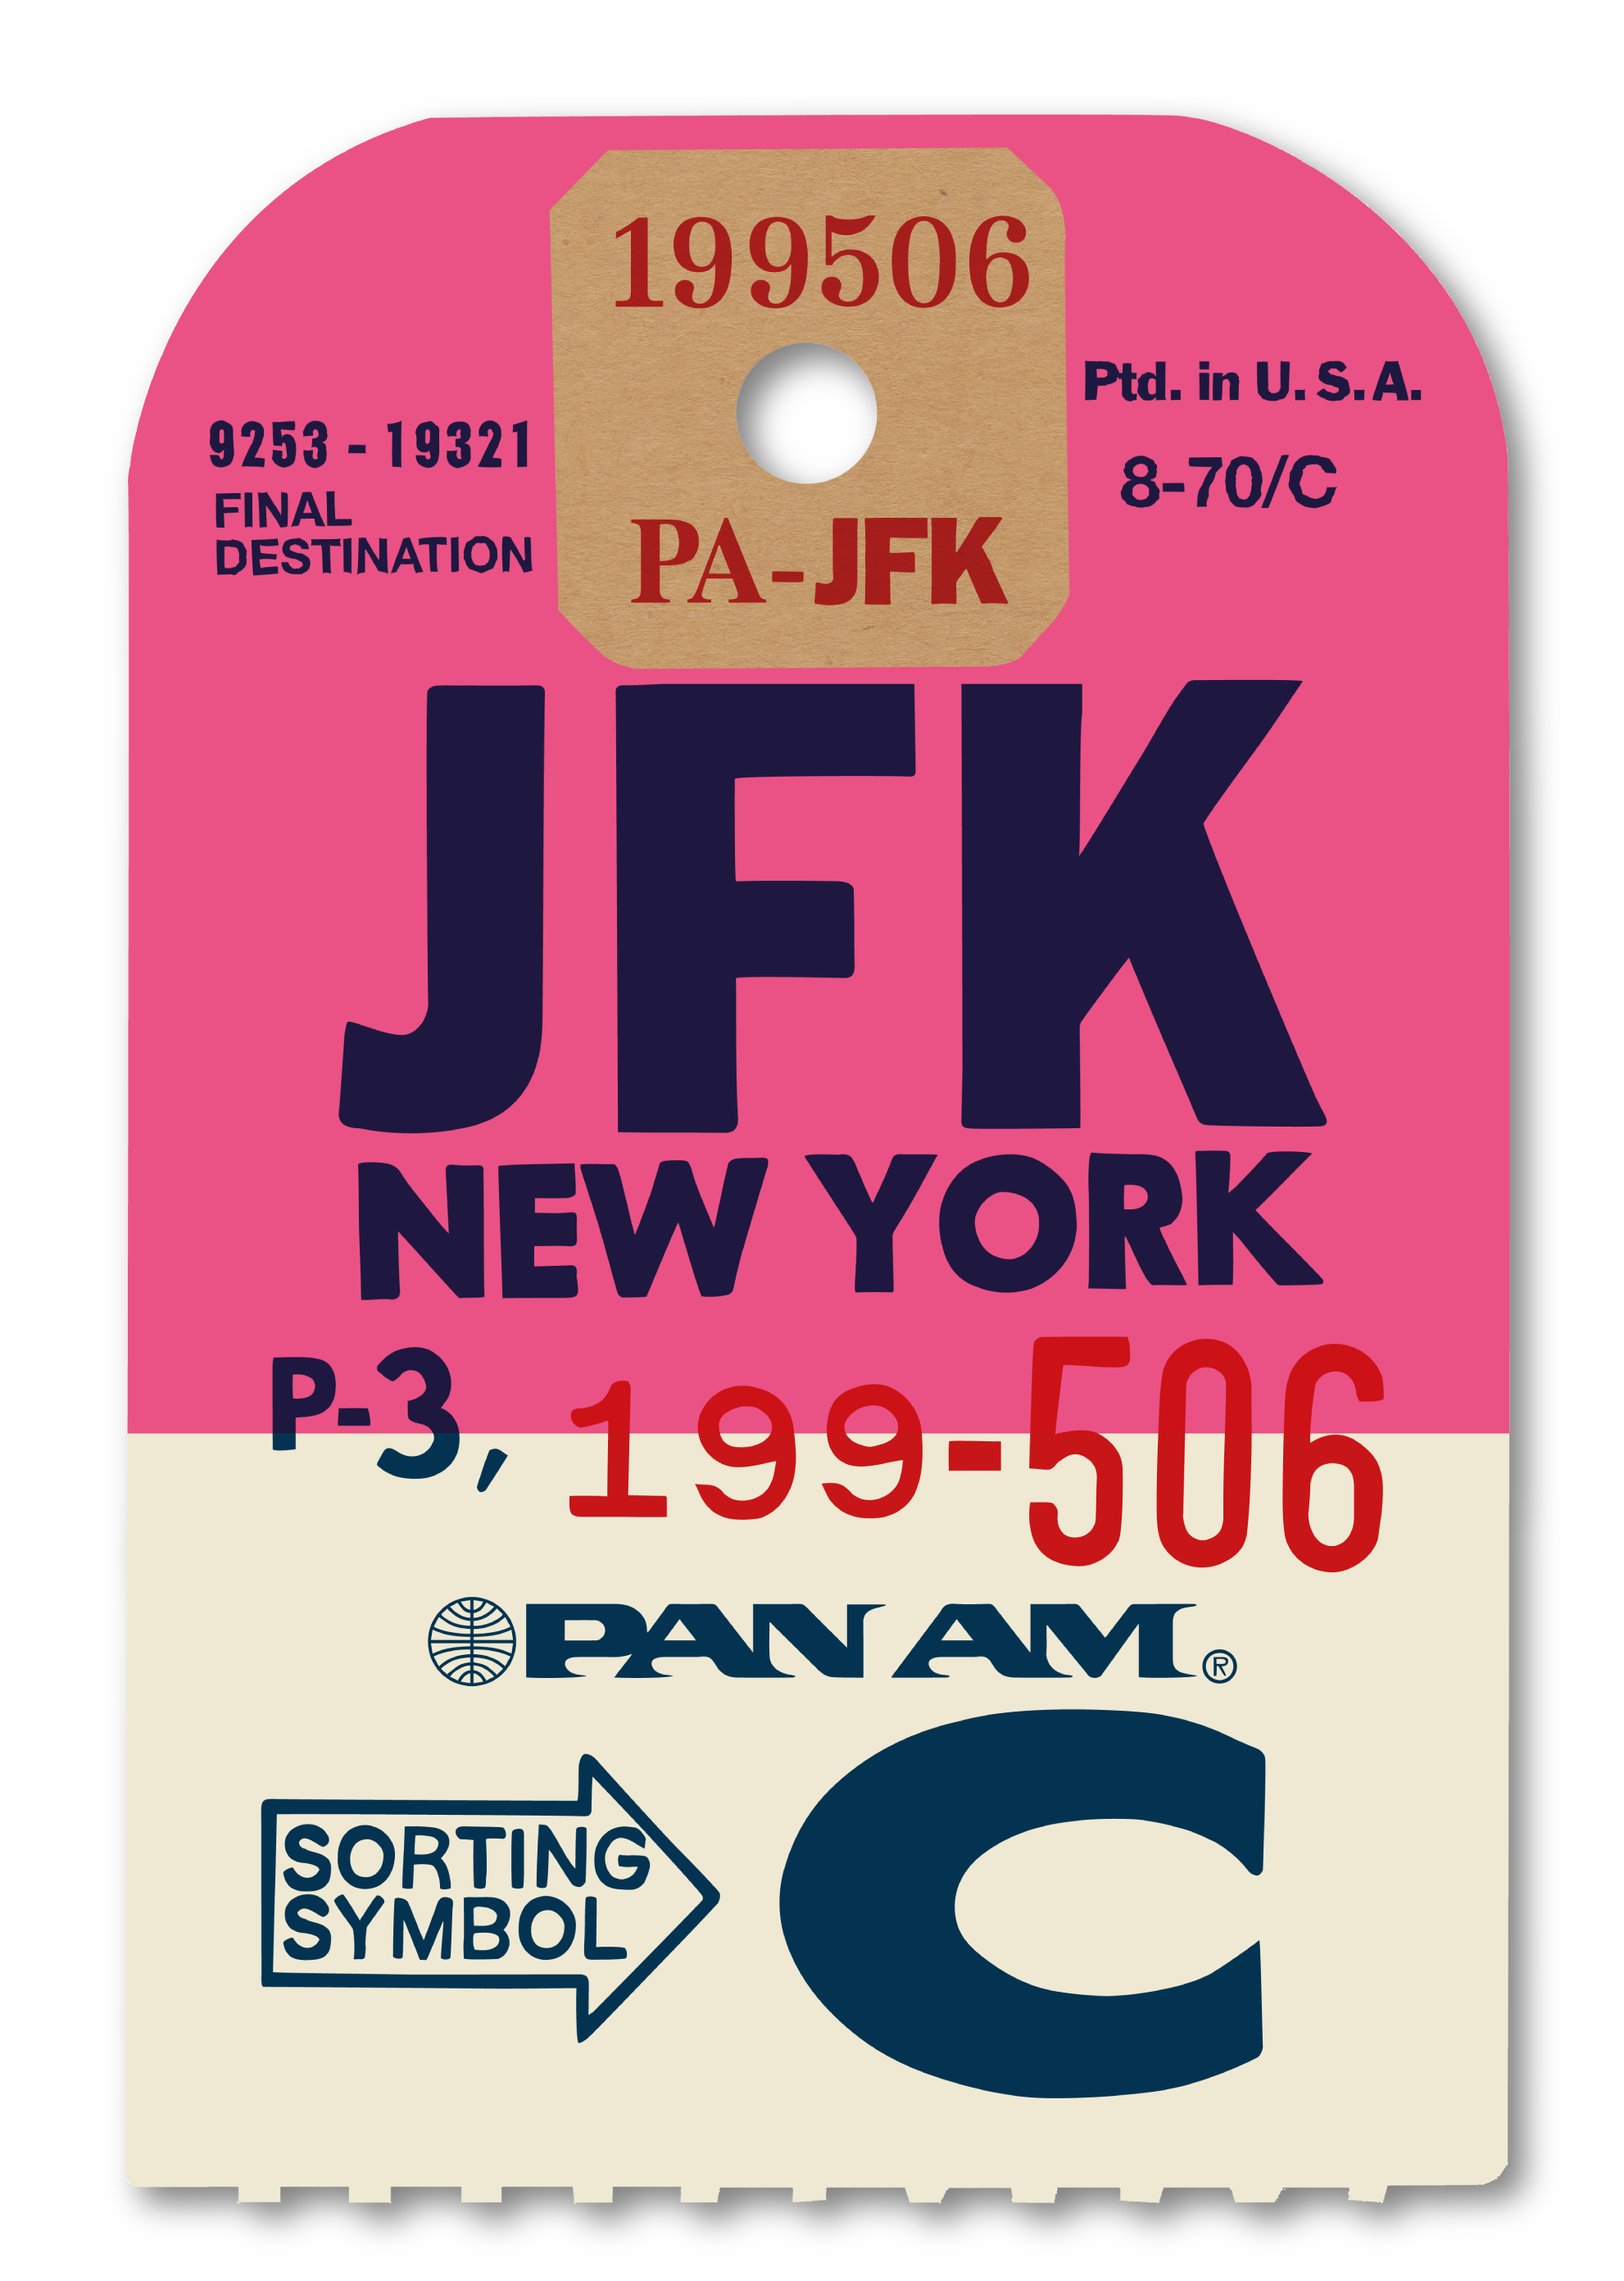 199506
PA-JFK
Ptd. in U.S.A.
8-70/C
9253-19321
FINAL
DESTINATION
JFK
NEW YORK
P-3, 199-506
PAN AM®
SORTING
SYMBOL
C